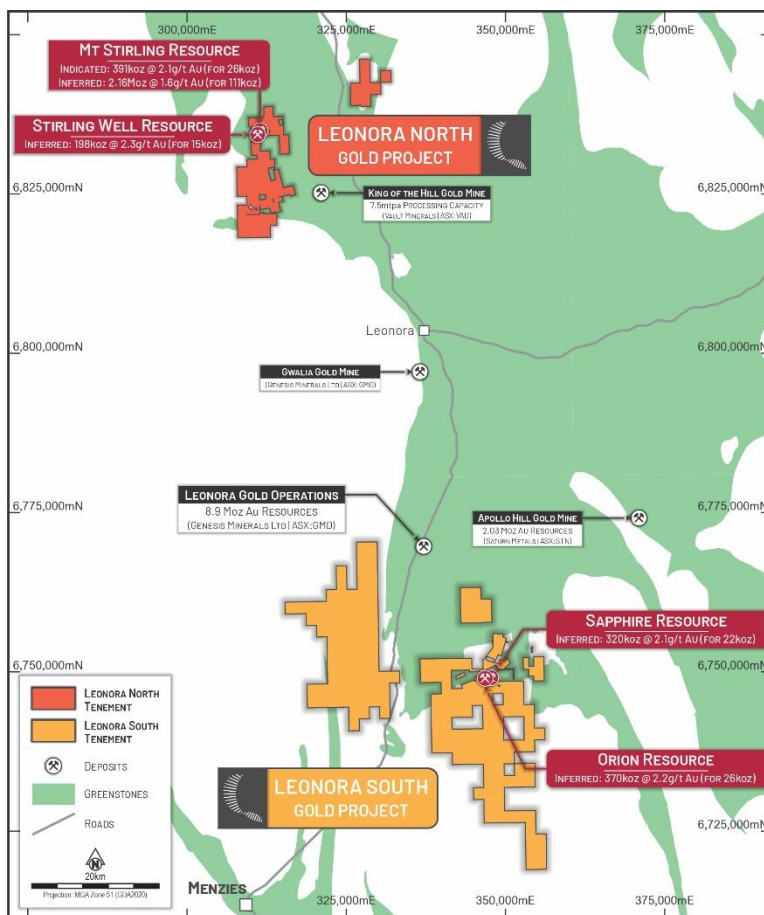 300,000mE
325,000mE
350,000mE
375,000mE
Mt Stirling Resource
Indicated: 391koz @ 2.1g/t Au (for 26koz)
Inferred: 2.16Moz @ 1.6g/t Au (for 111koz)
Stirling Well Resource
Inferred: 198koz @ 2.3g/t Au (for 15koz)
LEONORA NORTH
GOLD PROJECT
6,825,000mN
6,825,000mN
King of the Hill Gold Mine
7.5mtpa Processing Capacity
(Vault Minerals | ASX:VAU)
Leonora
6,800,000mN
6,800,000mN
Gwalia Gold Mine
(Genesis Minerals Ltd | ASX:GMD)
Leonora Gold Operations
8.9 Moz Au Resources
(Genesis Minerals Ltd | ASX:GMD)
6,775,000mN
6,775,000mN
Apollo Hill Gold Mine
2.03 Moz Au Resources
(Saturn Metals | ASX:STN)
Sapphire Resource
Inferred: 320koz @ 2.1g/t Au (for 22koz)
6,750,000mN
6,750,000mN
Orion Resource
Inferred: 370koz @ 2.2g/t Au (for 26koz)
Leonora North
Tenement
Leonora South
Tenement
Deposits
Greenstones
Roads
N
20km
Projection: MGA Zone 51 (GDA2020)
LEONORA SOUTH
GOLD PROJECT
6,725,000mN
Menzies
325,000mE
350,000mE
375,000mE